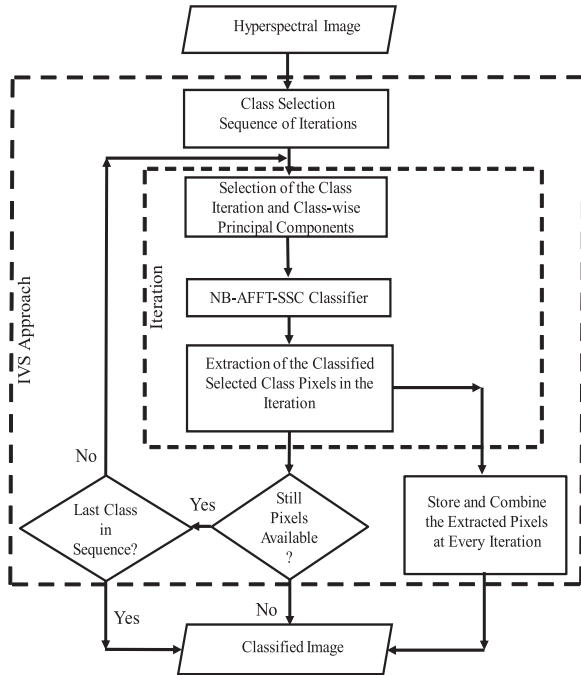 Hyperspectral Image
Class Selection
Sequence of Iterations
Selection of the Class
Iteration and Class-wise
Principal Components
NB-AFFT-SSC Classifier
Extraction of the Classified
Selected Class Pixels in the
Iteration
Iteration
IVS Approach
No
Last Class
in
Sequence?
Yes
Still
Pixels
Available
?
Store and Combine
the Extracted Pixels
at Every Iteration
Yes
No
Classified Image